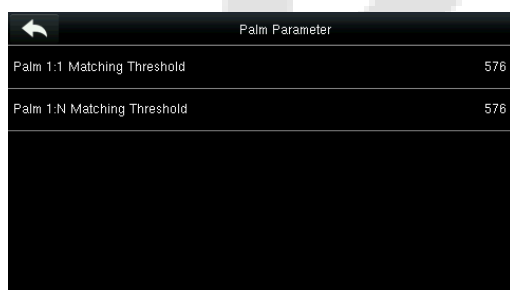 Palm Parameter
Palm 1:1 Matching Threshold 576
Palm 1:N Matching Threshold 576